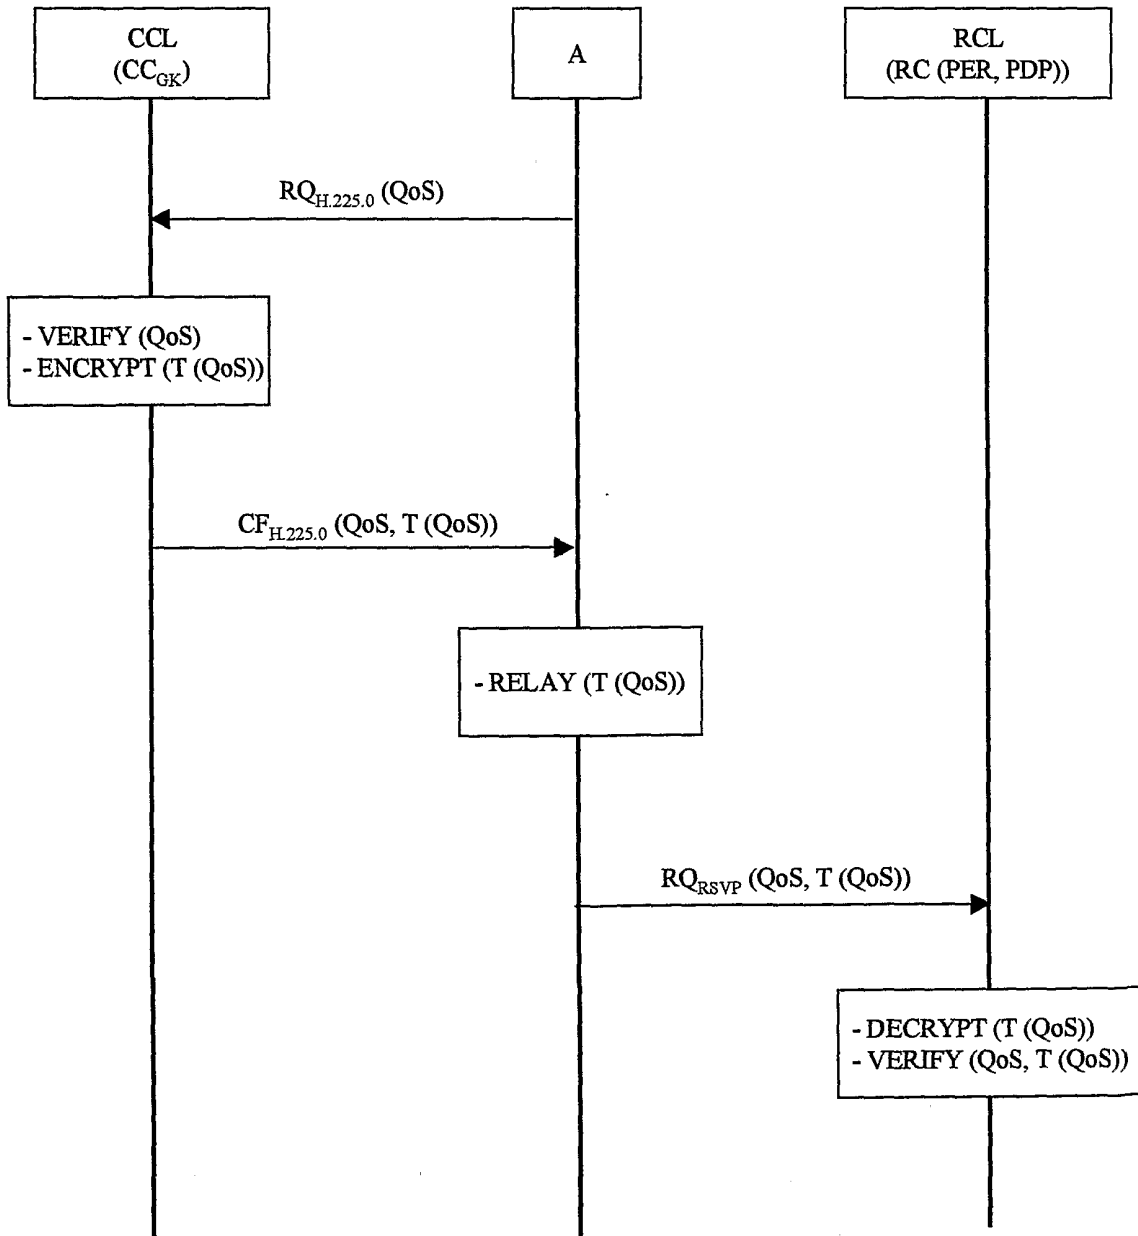 CCL
(CC_GK)
A
RCL
(RC (PER, PDP))
RQ_H.225.0 (QoS)
- VERIFY (QoS)
- ENCRYPT (T (QoS))
CF_H.225.0 (QoS, T (QoS))
- RELAY (T (QoS))
RQ_RSVP (QoS, T (QoS))
- DECRYPT (T (QoS))
- VERIFY (QoS, T (QoS))